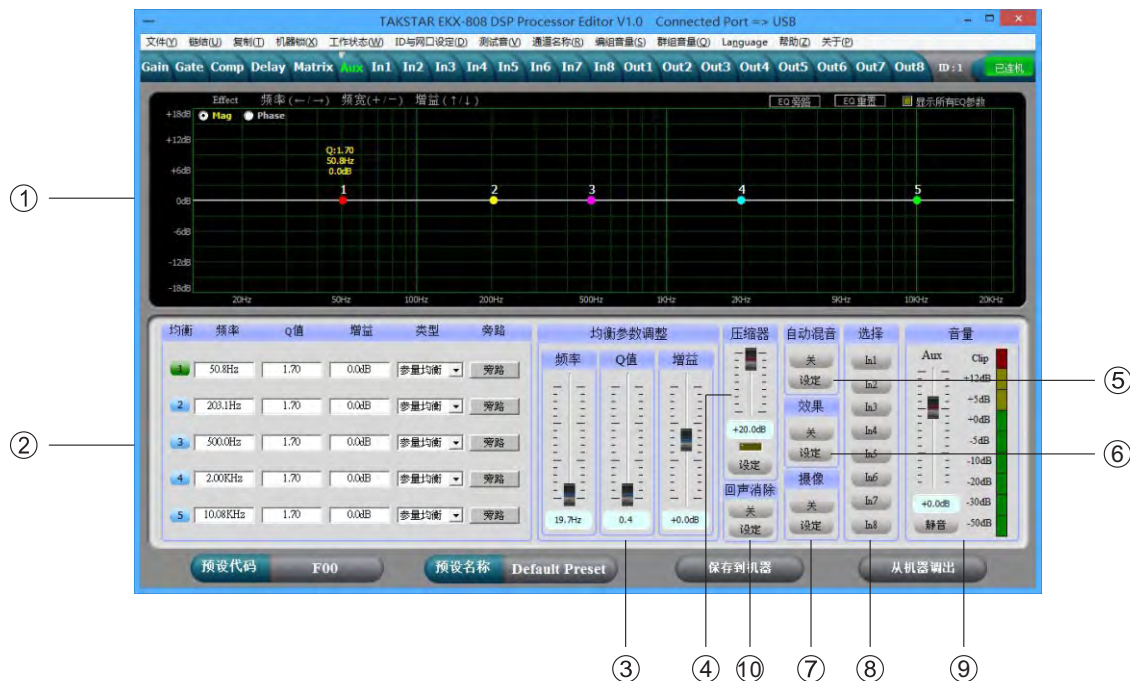 TAKSTAR EKX-808 DSP Processor Editor V1.0 Connected Port => USB
文件(Y) 链结(U) 复制(T) 机器锁(X) 工作状态(W) ID与网口设定(D) 测试音(V) 通道名称(R) 编组音量(S) 群组音量(Q) Language 帮助(Z) 关于(P)
Gain Gate Comp Delay Matrix Aux In1 In2 In3 In4 In5 In6 In7 In8 Out1 Out2 Out3 Out4 Out5 Out6 Out7 Out8 ID:1 已连机
Effect 频率(←/→) 频宽(+/−) 增益(↑/↓) EQ旁路 EQ重置 显示所有EQ参数
+18dB Mag Phase
+12dB
Q:1.70
50.8Hz
+6dB 0.0dB
1 2 3 4 5
0dB
-6dB
-12dB
-18dB
20Hz 50Hz 100Hz 200Hz 500Hz 1KHz 2KHz 5KHz 10KHz 20KHz
均衡 频率 Q值 增益 类型 旁路
1 50.8Hz 1.70 0.0dB 参量均衡 旁路
2 203.1Hz 1.70 0.0dB 参量均衡 旁路
3 500.0Hz 1.70 0.0dB 参量均衡 旁路
4 2.00KHz 1.70 0.0dB 参量均衡 旁路
5 10.08KHz 1.70 0.0dB 参量均衡 旁路
均衡参数调整
频率 Q值 增益
19.7Hz 0.4 +0.0dB
压缩器
+20.0dB
设定
回声消除
关
设定
自动混音
关
设定
效果
关
设定
摄像
关
设定
选择
In1
In2
In3
In4
In5
In6
In7
In8
音量
Aux Clip
+12dB
+5dB
+0dB
-5dB
-10dB
-20dB
+0.0dB -30dB
静音 -50dB
预设代码 F00 预设名称 Default Preset 保存到机器 从机器调出
①
②
⑤
⑥
③ ④ ⑩ ⑦ ⑧ ⑨